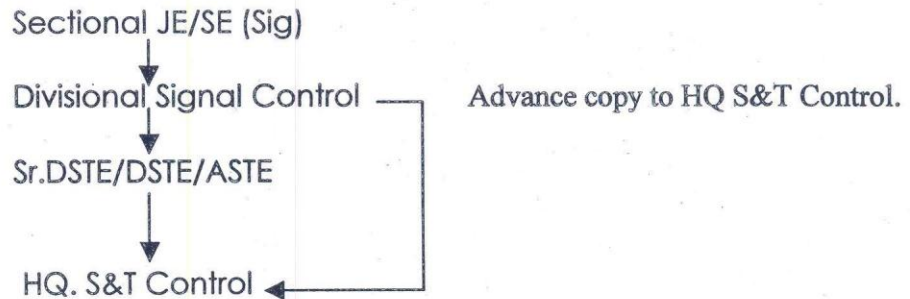 Sectional JE/SE (Sig)
Divisional Signal Control
Advance copy to HQ S&T Control.
Sr.DSTE/DSTE/ASTE
HQ. S&T Control